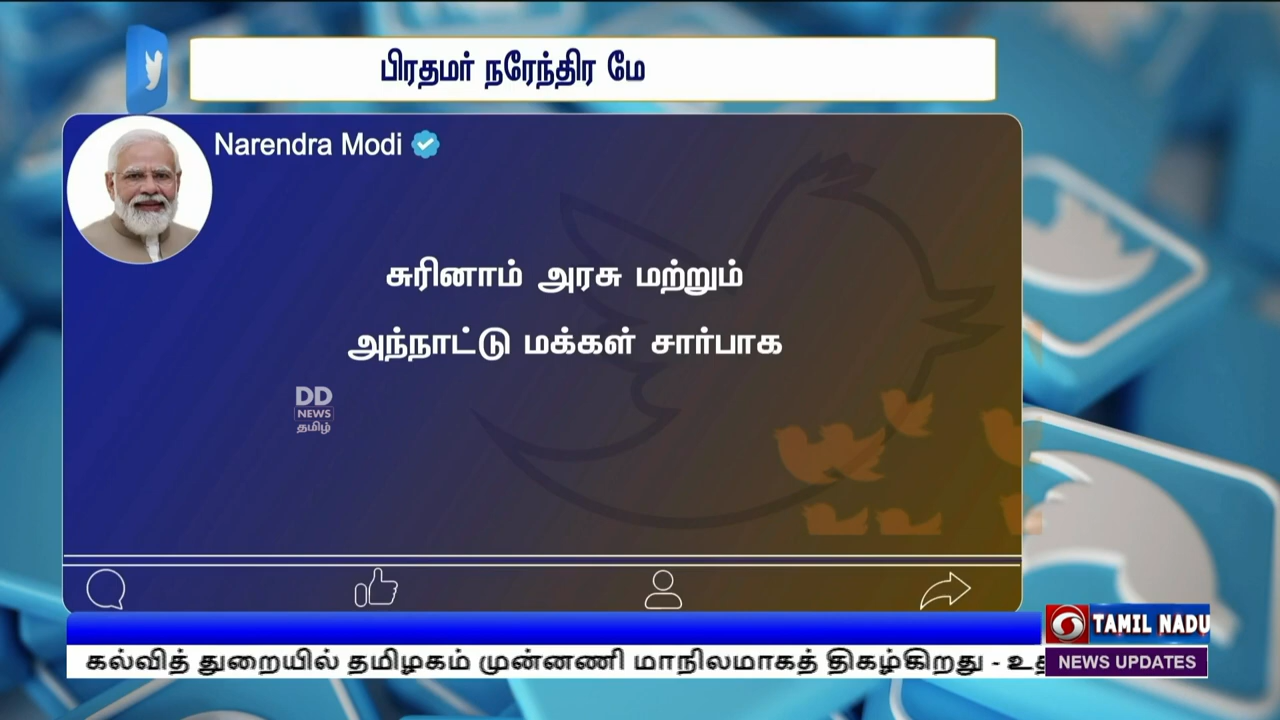 பிரதமர் நரேந்திர மே
Narendra Modi
சுரினாம் அரசு மற்றும்
அந்நாட்டு மக்கள் சார்பாக
DD
NEWS
தமிழ்
TAMIL NADU
கல்வித் துறையில் தமிழகம் முன்னணி மாநிலமாகத் திகழ்கிறது -
NEWS UPDATES